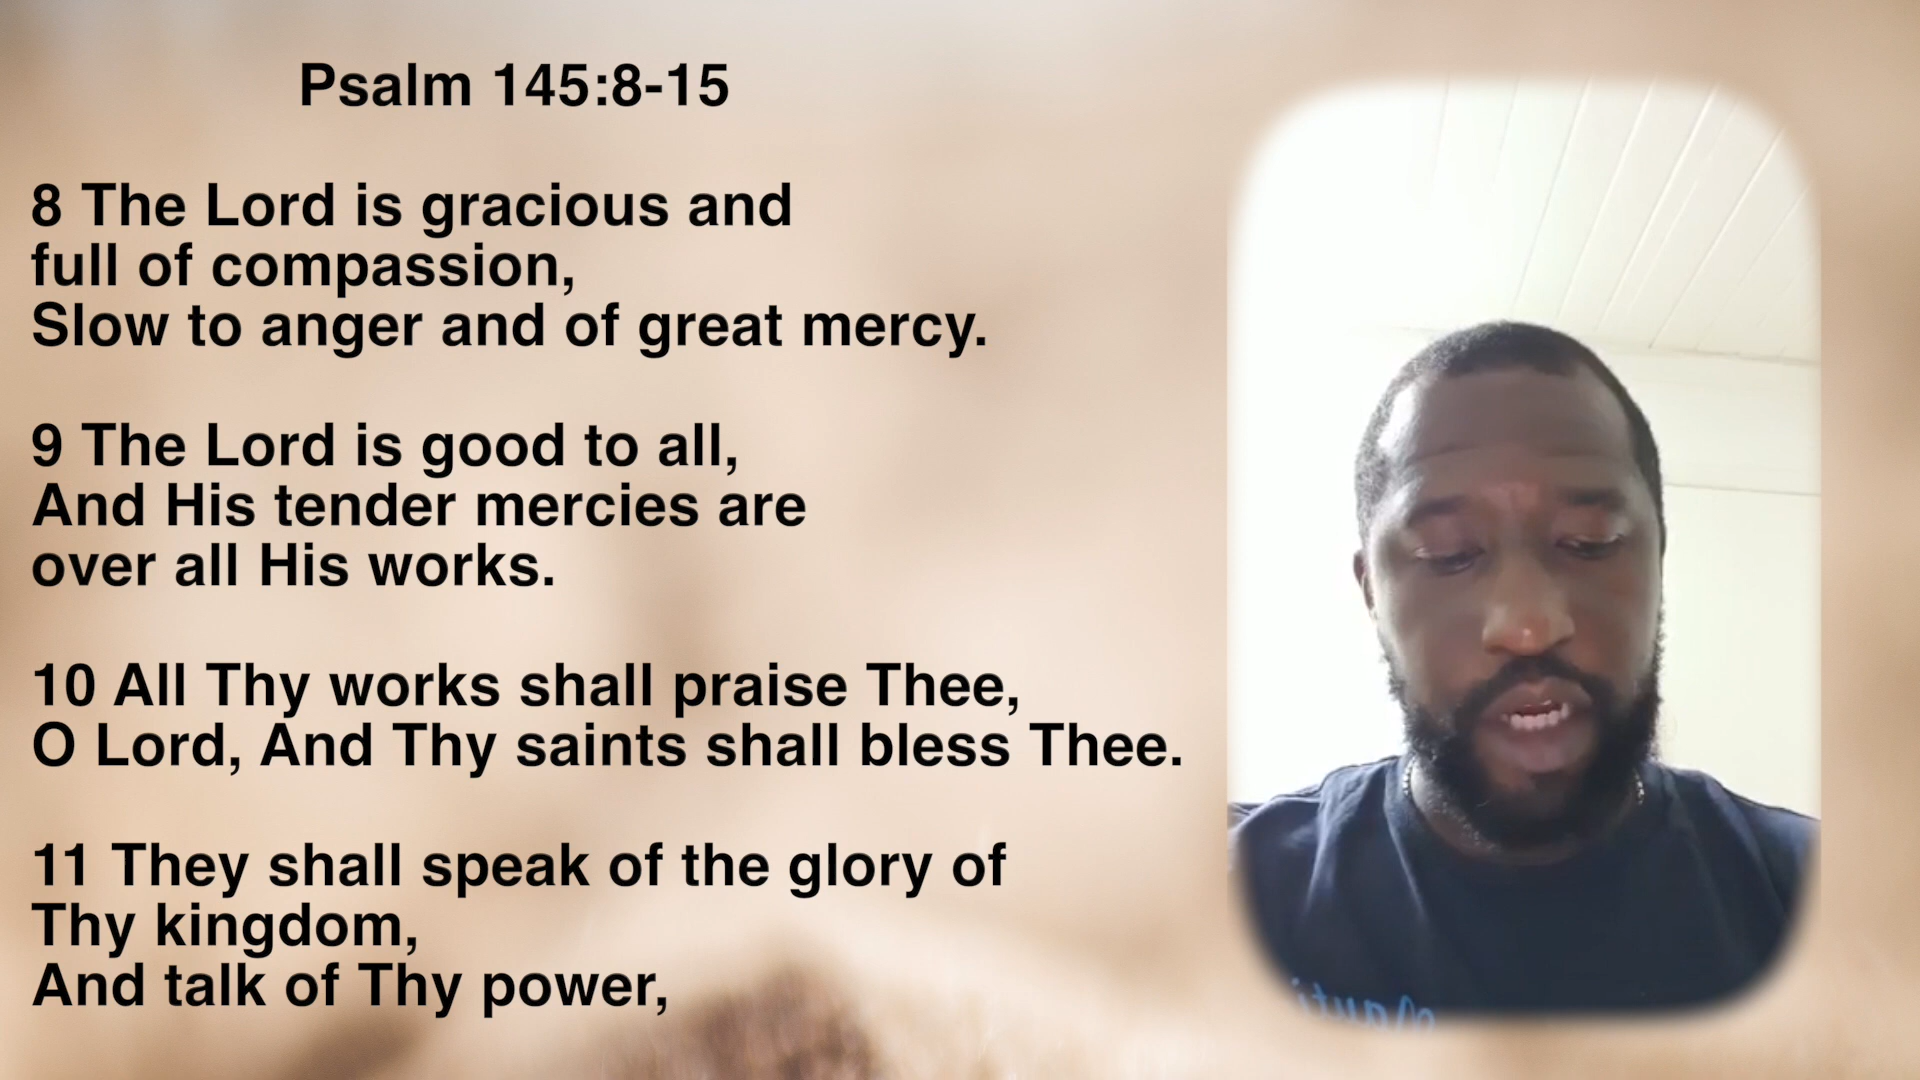 Psalm 145:8-15
8 The Lord is gracious and
full of compassion,
Slow to anger and of great mercy.
9 The Lord is good to all,
And His tender mercies are
over all His works.
10 All Thy works shall praise Thee,
O Lord, And Thy saints shall bless Thee.
11 They shall speak of the glory of
Thy kingdom,
And talk of Thy power,